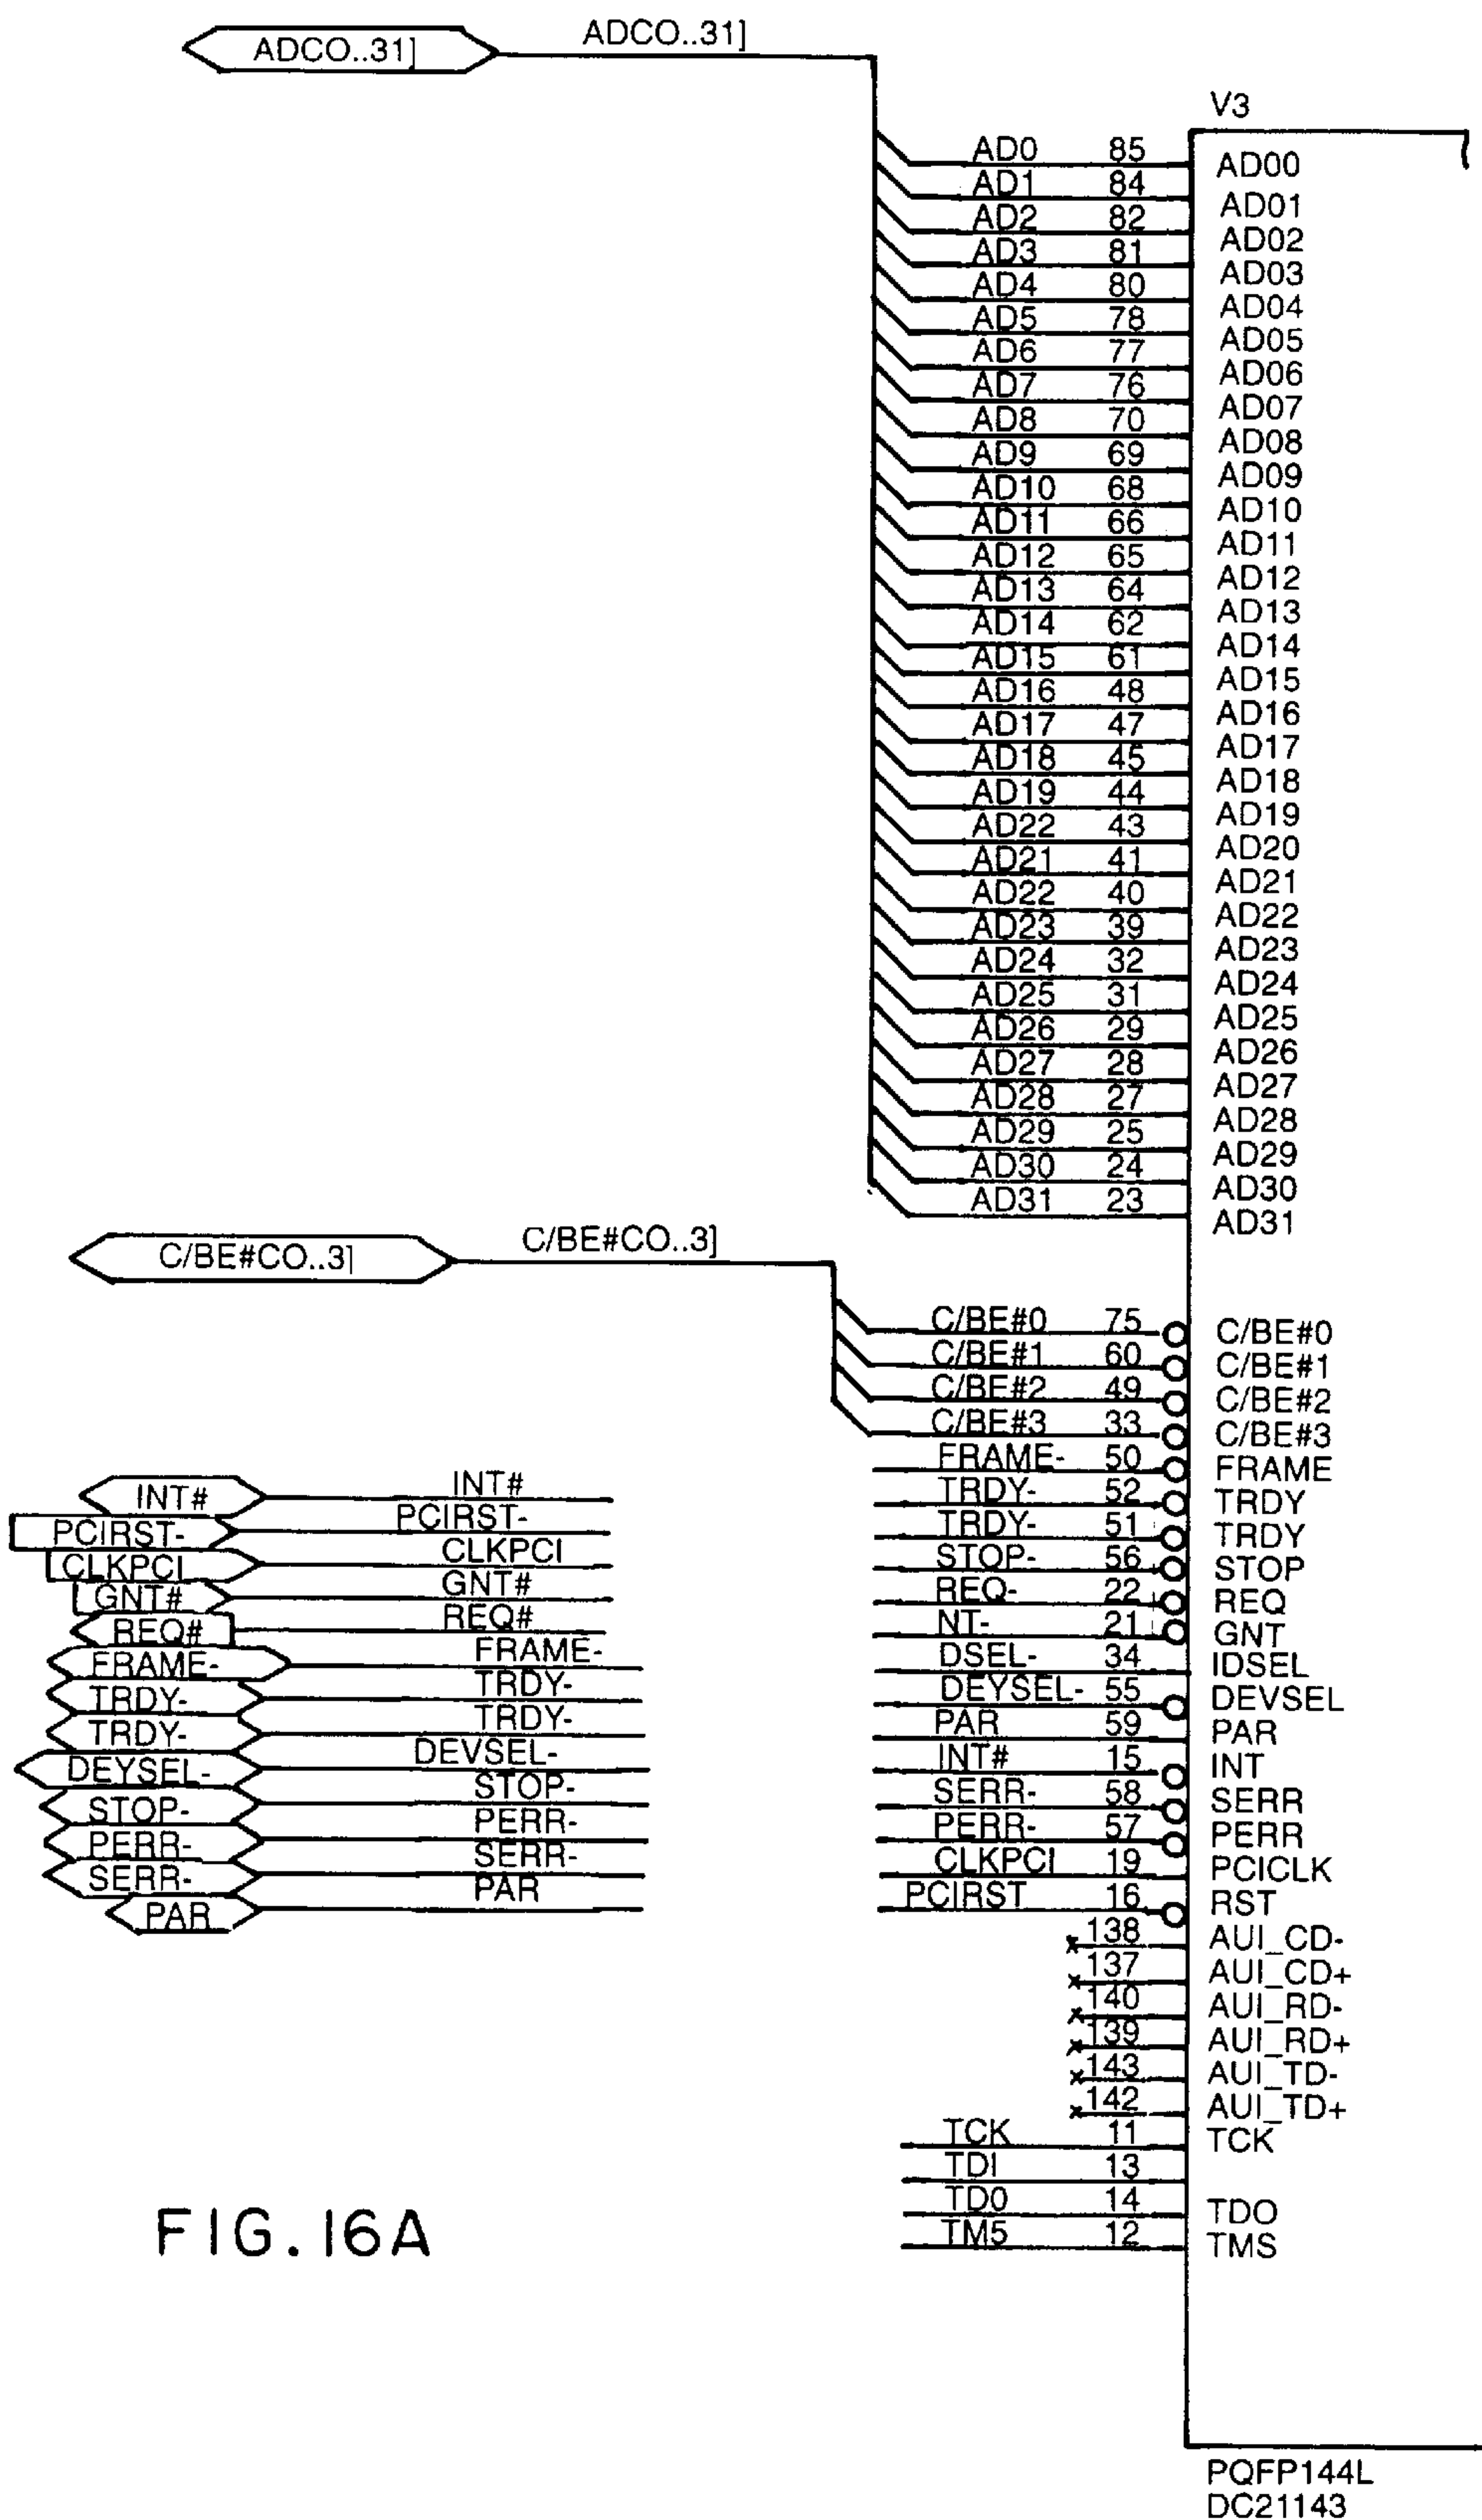 ADCO..31] ADCO..31]
V3
AD0 85 AD00
AD1 84 AD01
AD2 82 AD02
AD3 81 AD03
AD4 80 AD04
AD5 78 AD05
AD6 77 AD06
AD7 76 AD07
AD8 70 AD08
AD9 69 AD09
AD10 68 AD10
AD11 66 AD11
AD12 65 AD12
AD13 64 AD13
AD14 62 AD14
AD15 61 AD15
AD16 48 AD16
AD17 47 AD17
AD18 45 AD18
AD19 44 AD19
AD22 43 AD20
AD21 41 AD21
AD22 40 AD22
AD23 39 AD23
AD24 32 AD24
AD25 31 AD25
AD26 29 AD26
AD27 28 AD27
AD28 27 AD28
AD29 25 AD29
AD30 24 AD30
AD31 23 AD31
C/BE#CO..3] C/BE#CO..3]
C/BE#0 75 C/BE#0
C/BE#1 60 C/BE#1
C/BE#2 49 C/BE#2
C/BE#3 33 C/BE#3
FRAME- 50 FRAME
INT# INT# TRDY- 52 TRDY
PCIRST- PCIRST- TRDY- 51 TRDY
CLKPCI CLKPCI STOP- 56 STOP
GNT# GNT# REQ- 22 REQ
REQ# REQ# NT- 21 GNT
FRAME- FRAME- DSEL- 34 IDSEL
TRDY- TRDY- DEYSEL- 55 DEVSEL
TRDY- TRDY- PAR 59 PAR
DEYSEL- DEVSEL- INT# 15 INT
STOP- STOP- SERR- 58 SERR
PERR- PERR- PERR- 57 PERR
SERR- SERR- CLKPCI 19 PCICLK
PAR PAR PCIRST 16 RST
138 AUI_CD-
137 AUI_CD+
140 AUI_RD-
139 AUI_RD+
143 AUI_TD-
142 AUI_TD+
TCK 11 TCK
TDI 13
TD0 14 TDO
TM5 12 TMS
FIG. 16A
PQFP144L
DC21143